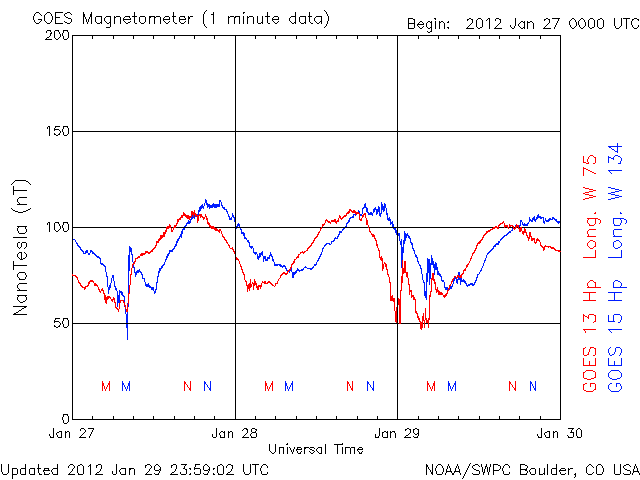 GOES Magnetometer (1 minute data)
Begin: 2012 Jan 27 0000 UTC
200
150
100
50
0
NanoTesla (nT)
M M N N M M N N M M N N
Jan 27 Jan 28 Jan 29 Jan 30
Universal Time
GOES 13 Hp Long. W 75
GOES 15 Hp Long. W 134
Updated 2012 Jan 29 23:59:02 UTC
NOAA/SWPC Boulder, CO USA